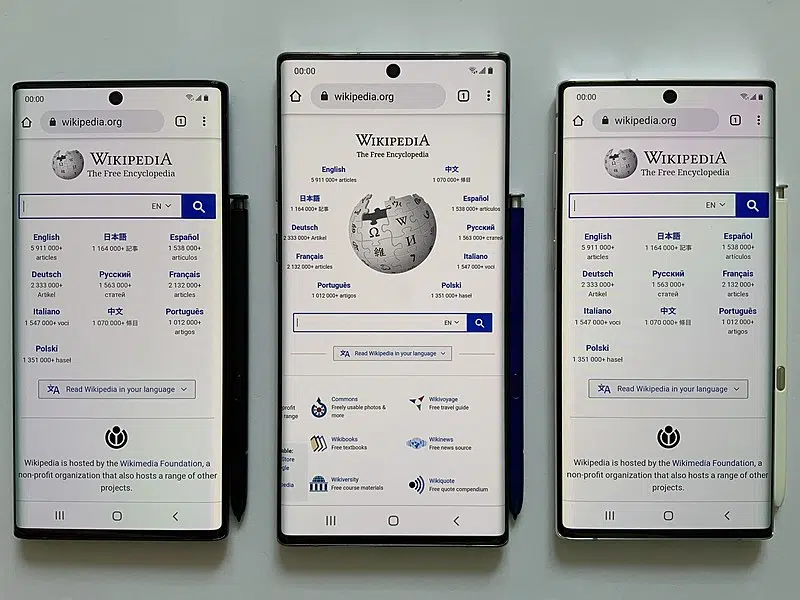 00:00
wikipedia.org
1
WIKIPEDIA
The Free Encyclopedia
EN
English
5 911 000+
articles
日本語
1 164 000+ 記事
Español
1 538 000+
artículos
Deutsch
2 333 000+
Artikel
Русский
1 563 000+
статей
Français
2 132 000+
articles
Italiano
1 547 000+ voci
中文
1 070 000+ 條目
Português
1 012 000+
artigos
Polski
1 351 000+ haseł
Read Wikipedia in your language
Wikipedia is hosted by the Wikimedia Foundation, a
non-profit organization that also hosts a range of other
projects.
00:00
wikipedia.org
1
WIKIPEDIA
The Free Encyclopedia
English
5 911 000+ articles
中文
1 070 000+ 條目
日本語
1 164 000+ 記事
Español
1 538 000+ artículos
Deutsch
2 333 000+ Artikel
Русский
1 563 000+ статей
Français
2 132 000+ articles
Italiano
1 547 000+ voci
Português
1 012 000+ artigos
Polski
1 351 000+ haseł
Ω
W
И
維
EN
Read Wikipedia in your language
profit
range
Commons
Freely usable photos &
more
Wikivoyage
Free travel guide
able:
Store
gle
pedia
Wikibooks
Free textbooks
Wikinews
Free news source
Wikiversity
Free course materials
Wikiquote
Free quote compendium
00:00
wikipedia.org
1
WIKIPEDIA
The Free Encyclopedia
EN
English
5 911 000+
articles
日本語
1 164 000+ 記事
Español
1 538 000+
artículos
Deutsch
2 333 000+
Artikel
Русский
1 563 000+
статей
Français
2 132 000+
articles
Italiano
1 547 000+ voci
中文
1 070 000+ 條目
Português
1 012 000+
artigos
Polski
1 351 000+ haseł
Read Wikipedia in your language
Wikipedia is hosted by the Wikimedia Foundation, a
non-profit organization that also hosts a range of other
projects.